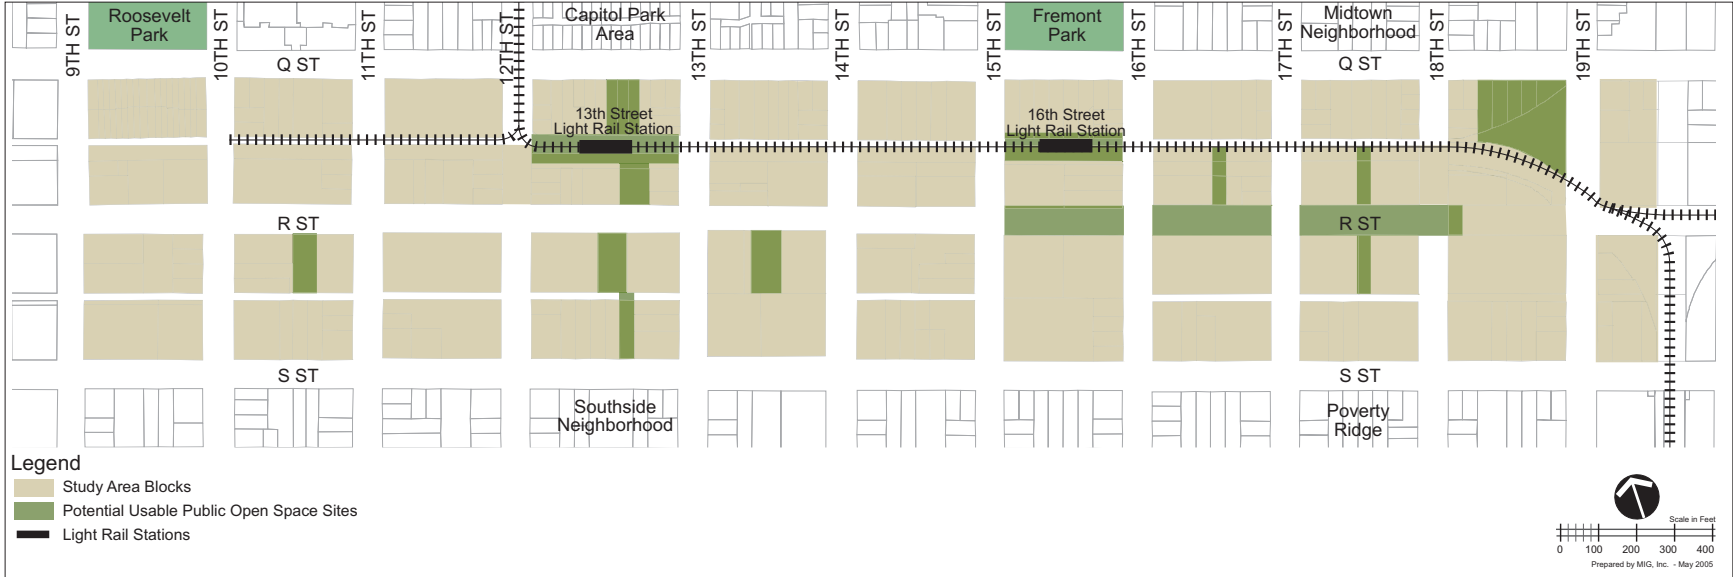 Roosevelt
Park
Capitol Park
Area
Fremont
Park
Midtown
Neighborhood
9TH ST
10TH ST
11TH ST
12TH ST
13TH ST
14TH ST
15TH ST
16TH ST
17TH ST
18TH ST
19TH ST
Q ST
Q ST
13th Street
Light Rail Station
16th Street
Light Rail Station
R ST
R ST
S ST
S ST
Southside
Neighborhood
Poverty
Ridge
Legend
Study Area Blocks
Potential Usable Public Open Space Sites
Light Rail Stations
Scale in Feet
0 100 200 300 400
Prepared by MIG, Inc. - May 2005